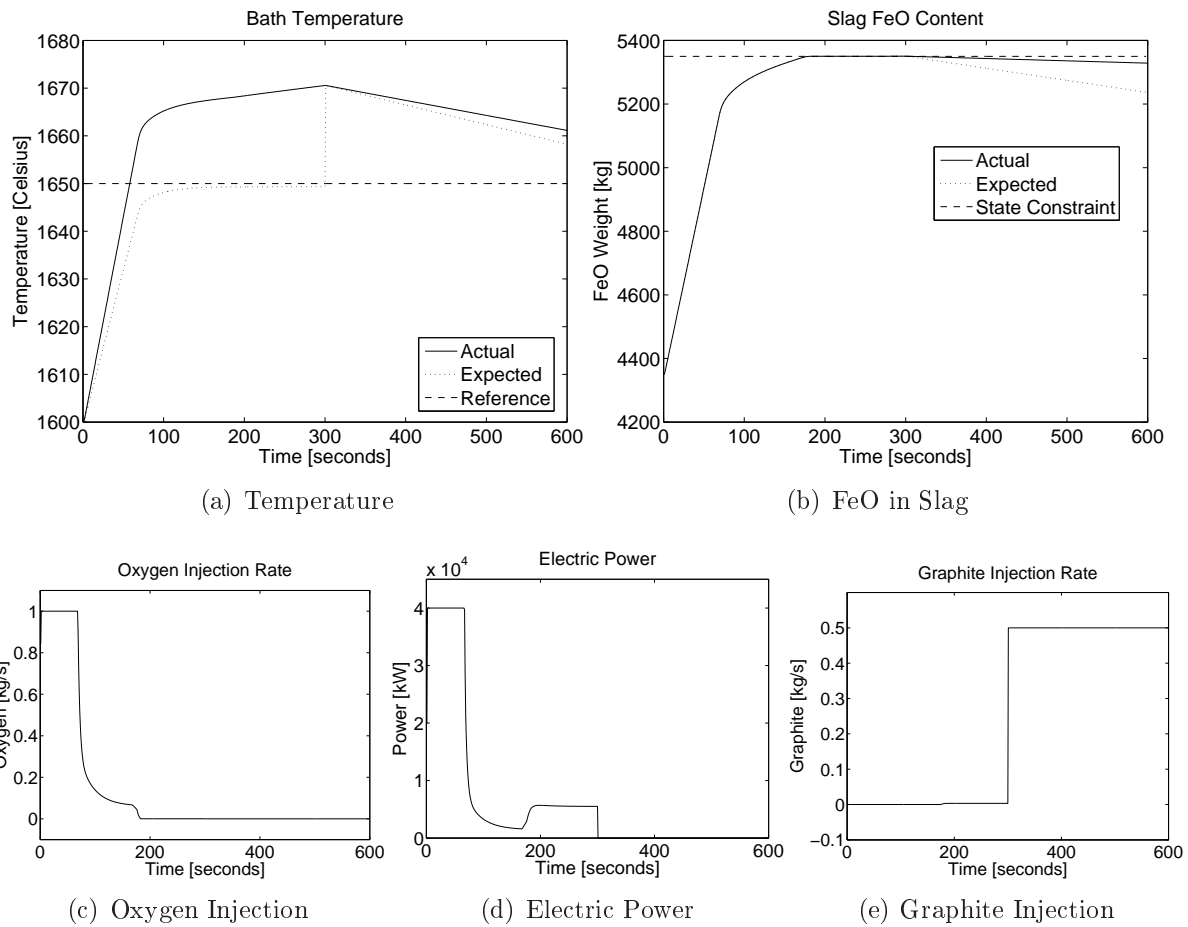 Bath Temperature
Temperature [Celsius]
1680
1670
1660
1650
1640
1630
1620
1610
1600
0 100 200 300 400 500 600
Time [seconds]
Actual
Expected
Reference
(a) Temperature
Slag FeO Content
FeO Weight [kg]
5400
5200
5000
4800
4600
4400
4200
0 100 200 300 400 500 600
Time [seconds]
Actual
Expected
State Constraint
(b) FeO in Slag
Oxygen Injection Rate
Oxygen [kg/s]
1
0.8
0.6
0.4
0.2
0
0 200 400 600
Time [seconds]
(c) Oxygen Injection
Electric Power
x 10^4
Power [kW]
4
3
2
1
0
0 200 400 600
Time [seconds]
(d) Electric Power
Graphite Injection Rate
Graphite [kg/s]
0.5
0.4
0.3
0.2
0.1
0
−0.1
0 200 400 600
Time [seconds]
(e) Graphite Injection